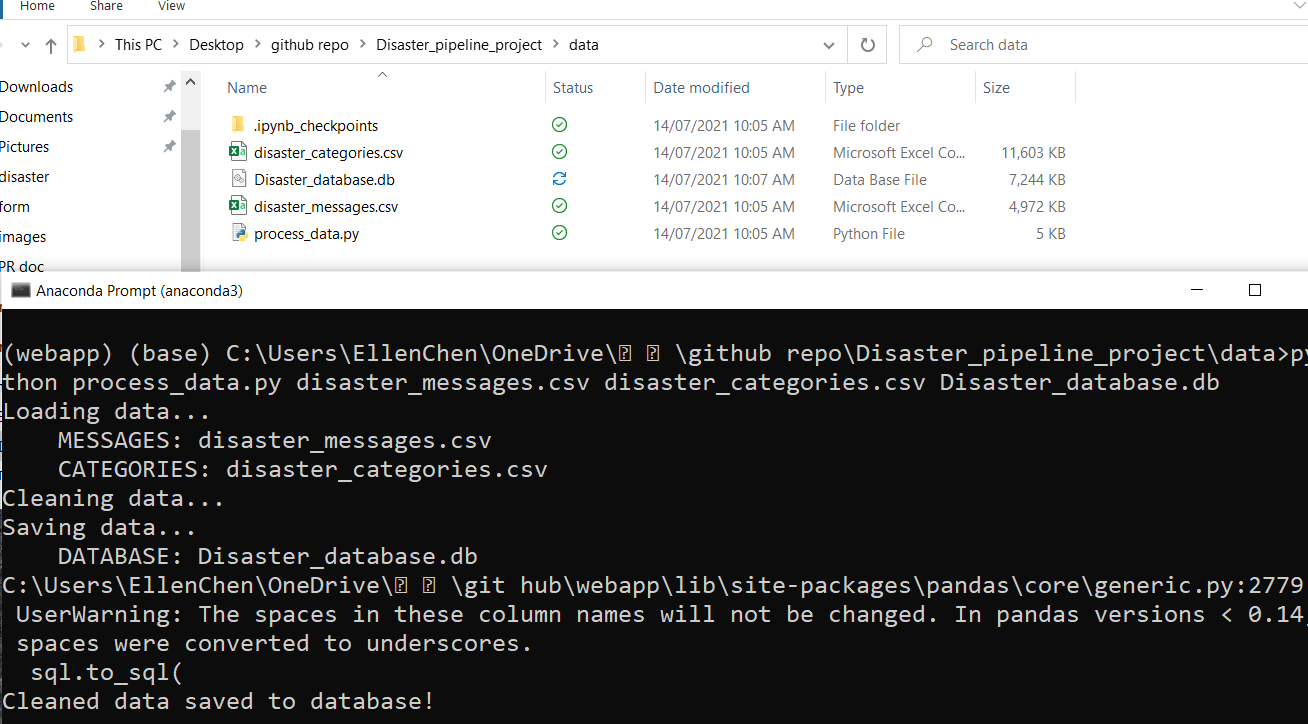 Home Share View
This PC > Desktop > github repo > Disaster_pipeline_project > data
Search data
Name Status Date modified Type Size
Downloads
Documents
Pictures
disaster
form
images
PR doc
.ipynb_checkpoints 14/07/2021 10:05 AM File folder
disaster_categories.csv 14/07/2021 10:05 AM Microsoft Excel Co... 11,603 KB
Disaster_database.db 14/07/2021 10:07 AM Data Base File 7,244 KB
disaster_messages.csv 14/07/2021 10:05 AM Microsoft Excel Co... 4,972 KB
process_data.py 14/07/2021 10:05 AM Python File 5 KB
Anaconda Prompt (anaconda3)
(webapp) (base) C:\Users\EllenChen\OneDrive\ \github repo\Disaster_pipeline_project\data>py
thon process_data.py disaster_messages.csv disaster_categories.csv Disaster_database.db
Loading data...
MESSAGES: disaster_messages.csv
CATEGORIES: disaster_categories.csv
Cleaning data...
Saving data...
DATABASE: Disaster_database.db
C:\Users\EllenChen\OneDrive\ \git hub\webapp\lib\site-packages\pandas\core\generic.py:2779
UserWarning: The spaces in these column names will not be changed. In pandas versions < 0.14,
spaces were converted to underscores.
sql.to_sql(
Cleaned data saved to database!